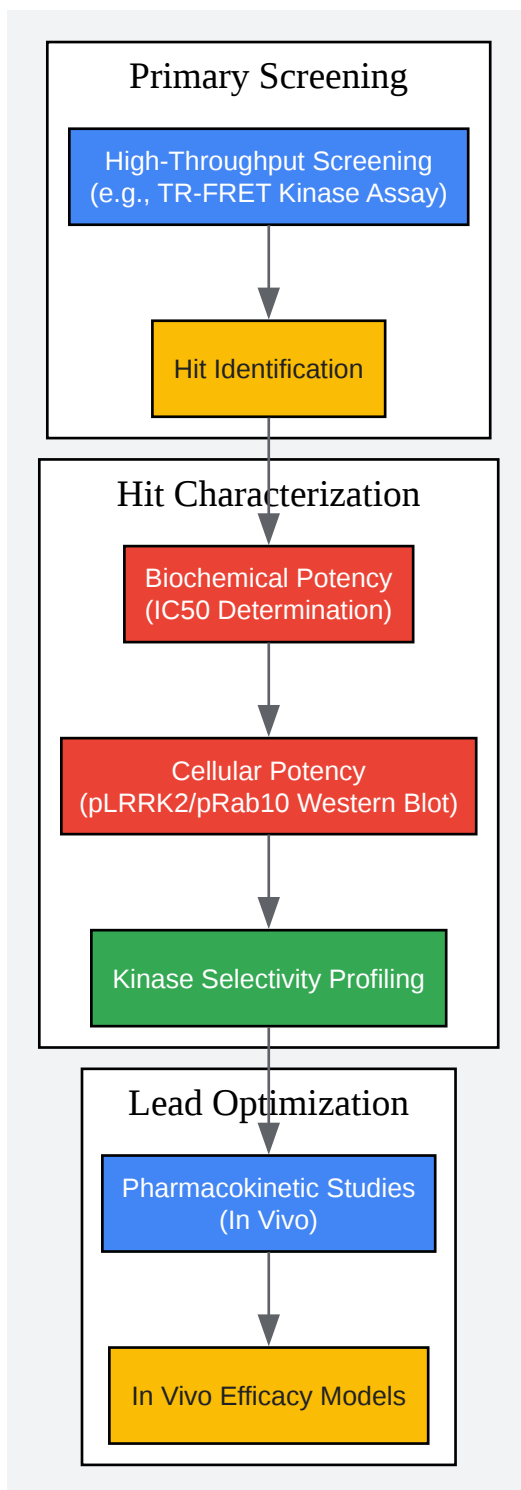 Primary Screening
High-Throughput Screening
(e.g., TR-FRET Kinase Assay)
Hit Identification
Hit Characterization
Biochemical Potency
(IC50 Determination)
Cellular Potency
(pLRRK2/pRab10 Western Blot)
Kinase Selectivity Profiling
Lead Optimization
Pharmacokinetic Studies
(In Vivo)
In Vivo Efficacy Models